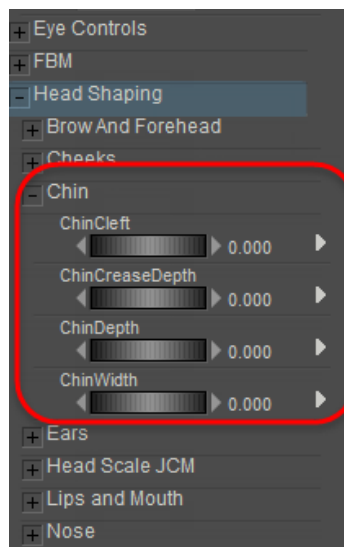 Eye Controls
FBM
Head Shaping
Brow And Forehead
Cheeks
Chin
ChinCleft
0.000
ChinCreaseDepth
0.000
ChinDepth
0.000
ChinWidth
0.000
Ears
Head Scale JCM
Lips and Mouth
Nose